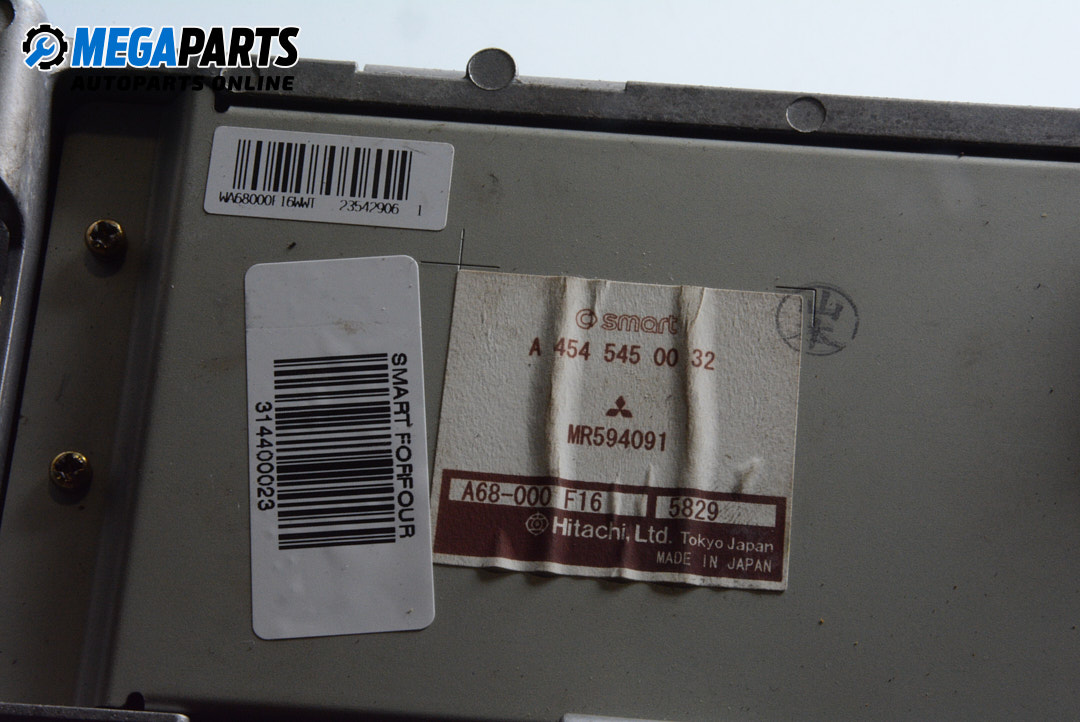 MEGAPARTS
AUTOPARTS ONLINE
WA68000F16WWT 23542906 1
SMART FORFOUR
31440023
smart
A 454 545 00 32
MR594091
A68-000 F16 5829
Hitachi, Ltd. Tokyo Japan
MADE IN JAPAN